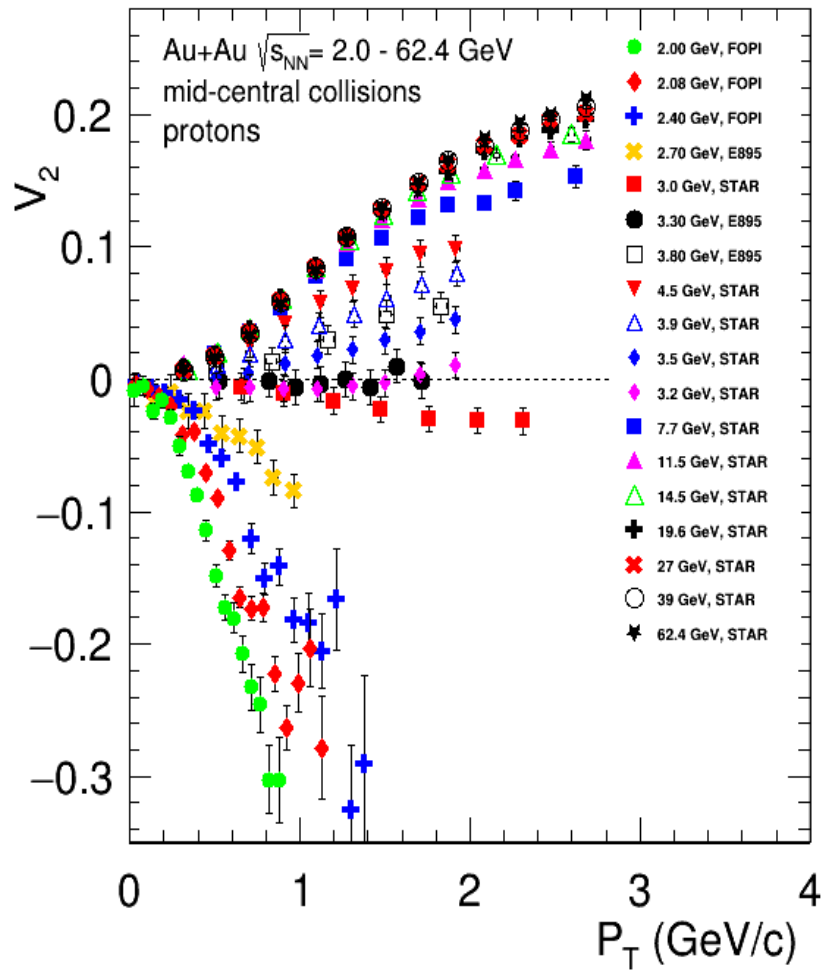 Au+Au √s_NN= 2.0 - 62.4 GeV
mid-central collisions
protons
V₂
0.2
0.1
0
−0.1
−0.2
−0.3
0 1 2 3 4
P_T (GeV/c)
2.00 GeV, FOPI
2.08 GeV, FOPI
2.40 GeV, FOPI
2.70 GeV, E895
3.0 GeV, STAR
3.30 GeV, E895
3.80 GeV, E895
4.5 GeV, STAR
3.9 GeV, STAR
3.5 GeV, STAR
3.2 GeV, STAR
7.7 GeV, STAR
11.5 GeV, STAR
14.5 GeV, STAR
19.6 GeV, STAR
27 GeV, STAR
39 GeV, STAR
62.4 GeV, STAR